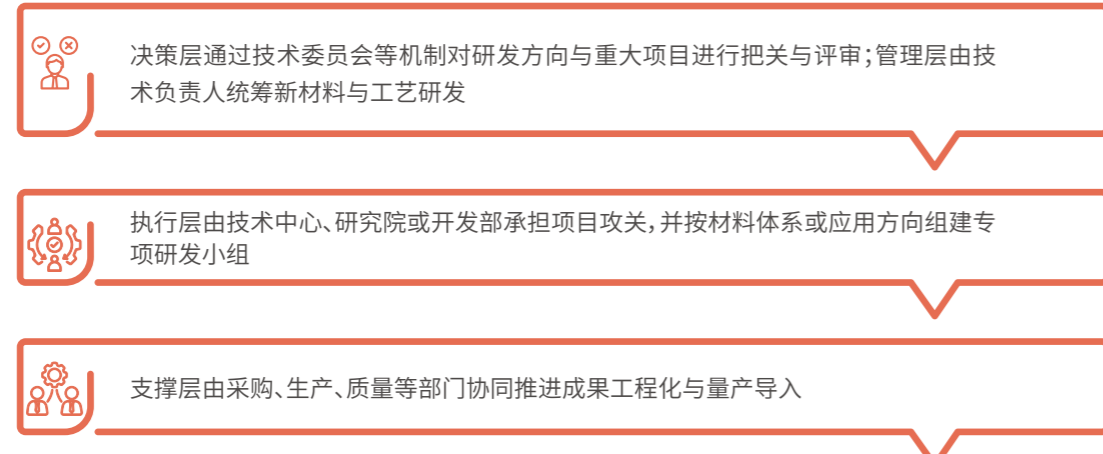 决策层通过技术委员会等机制对研发方向与重大项目进行把关与评审；管理层由技
术负责人统筹新材料与工艺研发
执行层由技术中心、研究院或开发部承担项目攻关，并按材料体系或应用方向组建专
项研发小组
支撑层由采购、生产、质量等部门协同推进成果工程化与量产导入